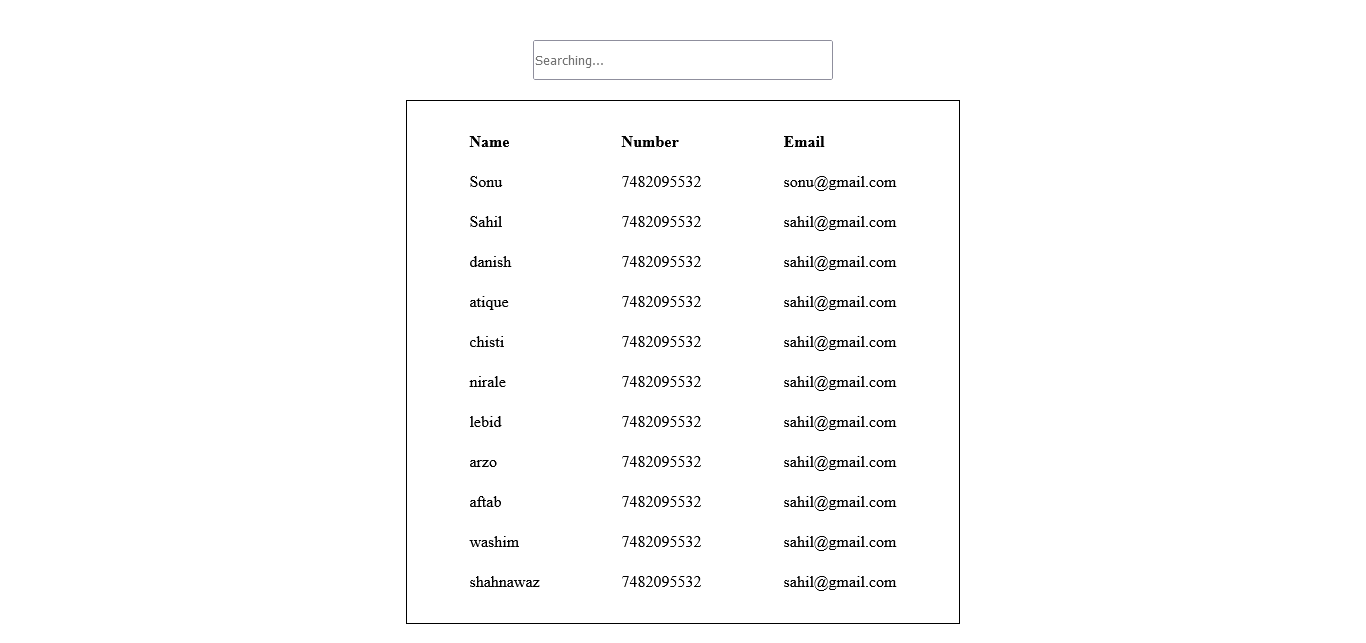 Searching...
Name Number Email
Sonu 7482095532 sonu@gmail.com
Sahil 7482095532 sahil@gmail.com
danish 7482095532 sahil@gmail.com
atique 7482095532 sahil@gmail.com
chisti 7482095532 sahil@gmail.com
nirale 7482095532 sahil@gmail.com
lebid 7482095532 sahil@gmail.com
arzo 7482095532 sahil@gmail.com
aftab 7482095532 sahil@gmail.com
washim 7482095532 sahil@gmail.com
shahnawaz 7482095532 sahil@gmail.com